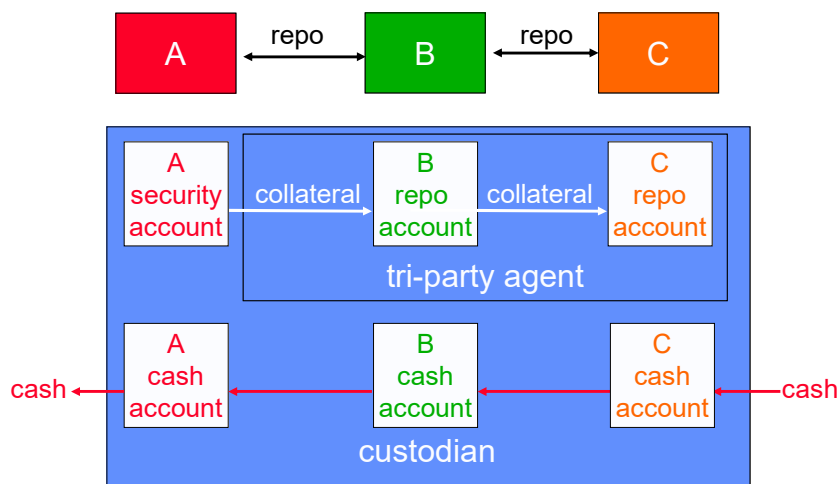 repo
repo
A
B
C
A
security
account
B
repo
account
C
repo
account
collateral
collateral
tri-party agent
A
cash
account
B
cash
account
C
cash
account
cash
cash
custodian